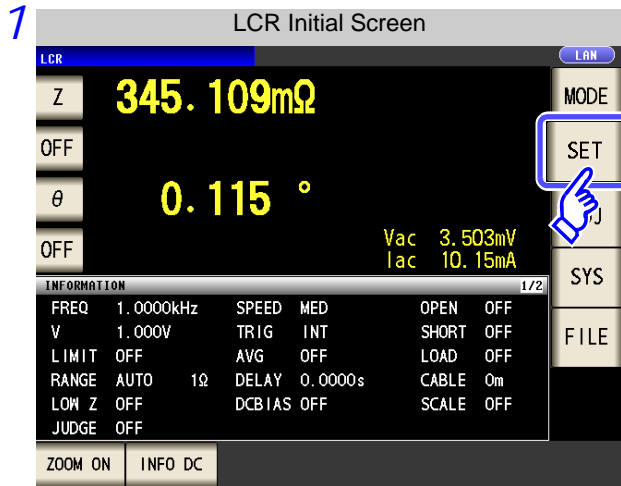 1
LCR Initial Screen
LCR
LAN
Z 345.109mΩ
MODE
OFF
SET
θ 0.115 °
OFF
Vac 3.503mV
Iac 10.15mA
SYS
INFORMATION 1/2
FREQ 1.0000kHz SPEED MED OPEN OFF
V 1.000V TRIG INT SHORT OFF
FILE
LIMIT OFF AVG OFF LOAD OFF
RANGE AUTO 1Ω DELAY 0.0000s CABLE 0m
LOW Z OFF DCBIAS OFF SCALE OFF
JUDGE OFF
ZOOM ON INFO DC